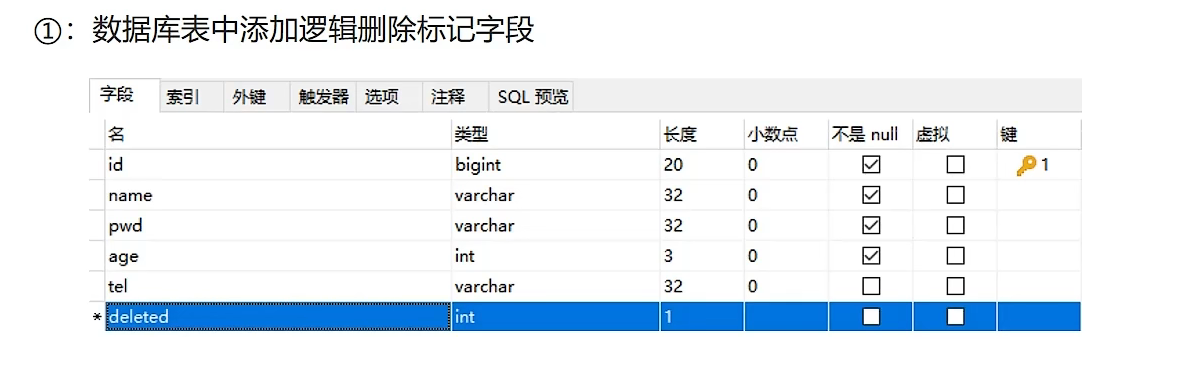 ①：数据库表中添加逻辑删除标记字段
字段 索引 外键 触发器 选项 注释 SQL 预览
名 类型 长度 小数点 不是 null 虚拟 键
id bigint 20 0 1
name varchar 32 0
pwd varchar 32 0
age int 3 0
tel varchar 32 0
* deleted int 1